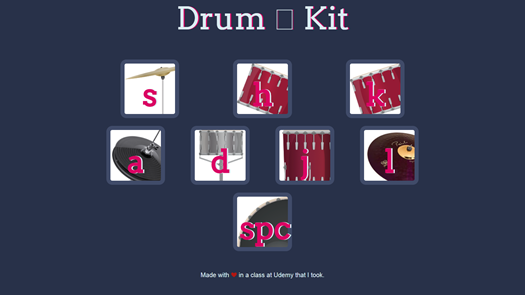 Drum 🥁 Kit
s h k
a d j l
spc
Made with ❤ in a class at Udemy that I took.